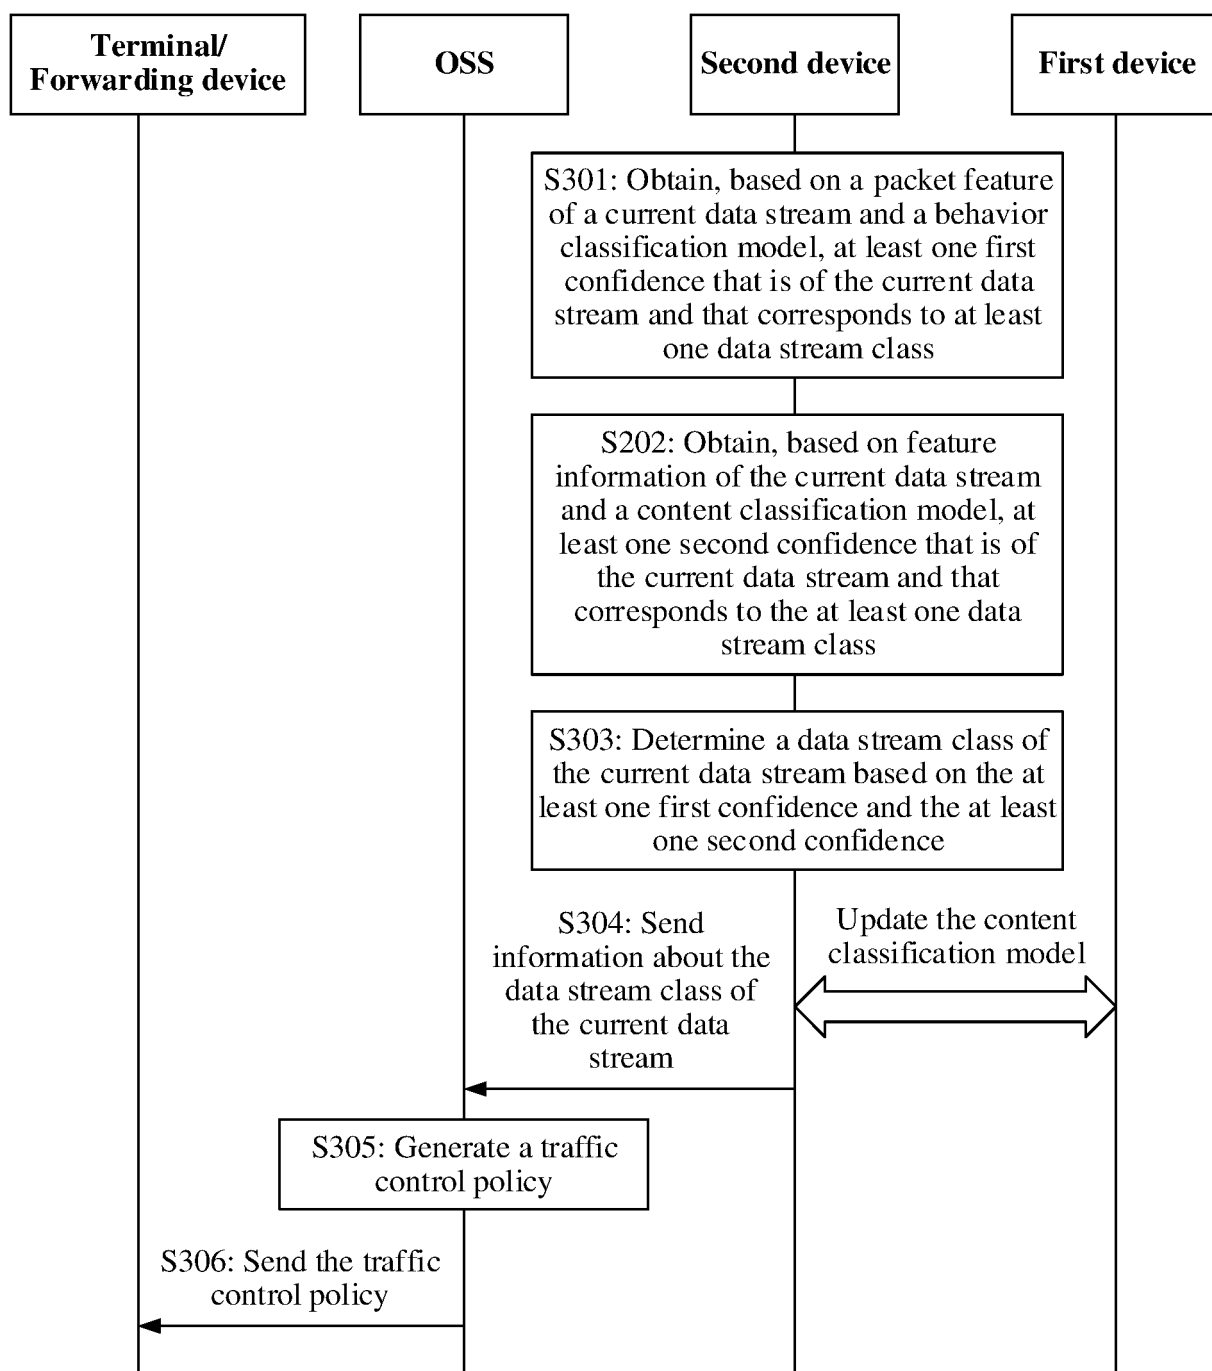 Terminal/
Forwarding device
OSS
Second device
First device
S301: Obtain, based on a packet feature
of a current data stream and a behavior
classification model, at least one first
confidence that is of the current data
stream and that corresponds to at least
one data stream class
S202: Obtain, based on feature
information of the current data stream
and a content classification model, at
least one second confidence that is of
the current data stream and that
corresponds to the at least one data
stream class
S303: Determine a data stream class of
the current data stream based on the at
least one first confidence and the at least
one second confidence
S304: Send
information about the
data stream class of
the current data
stream
Update the content
classification model
S305: Generate a traffic
control policy
S306: Send the traffic
control policy